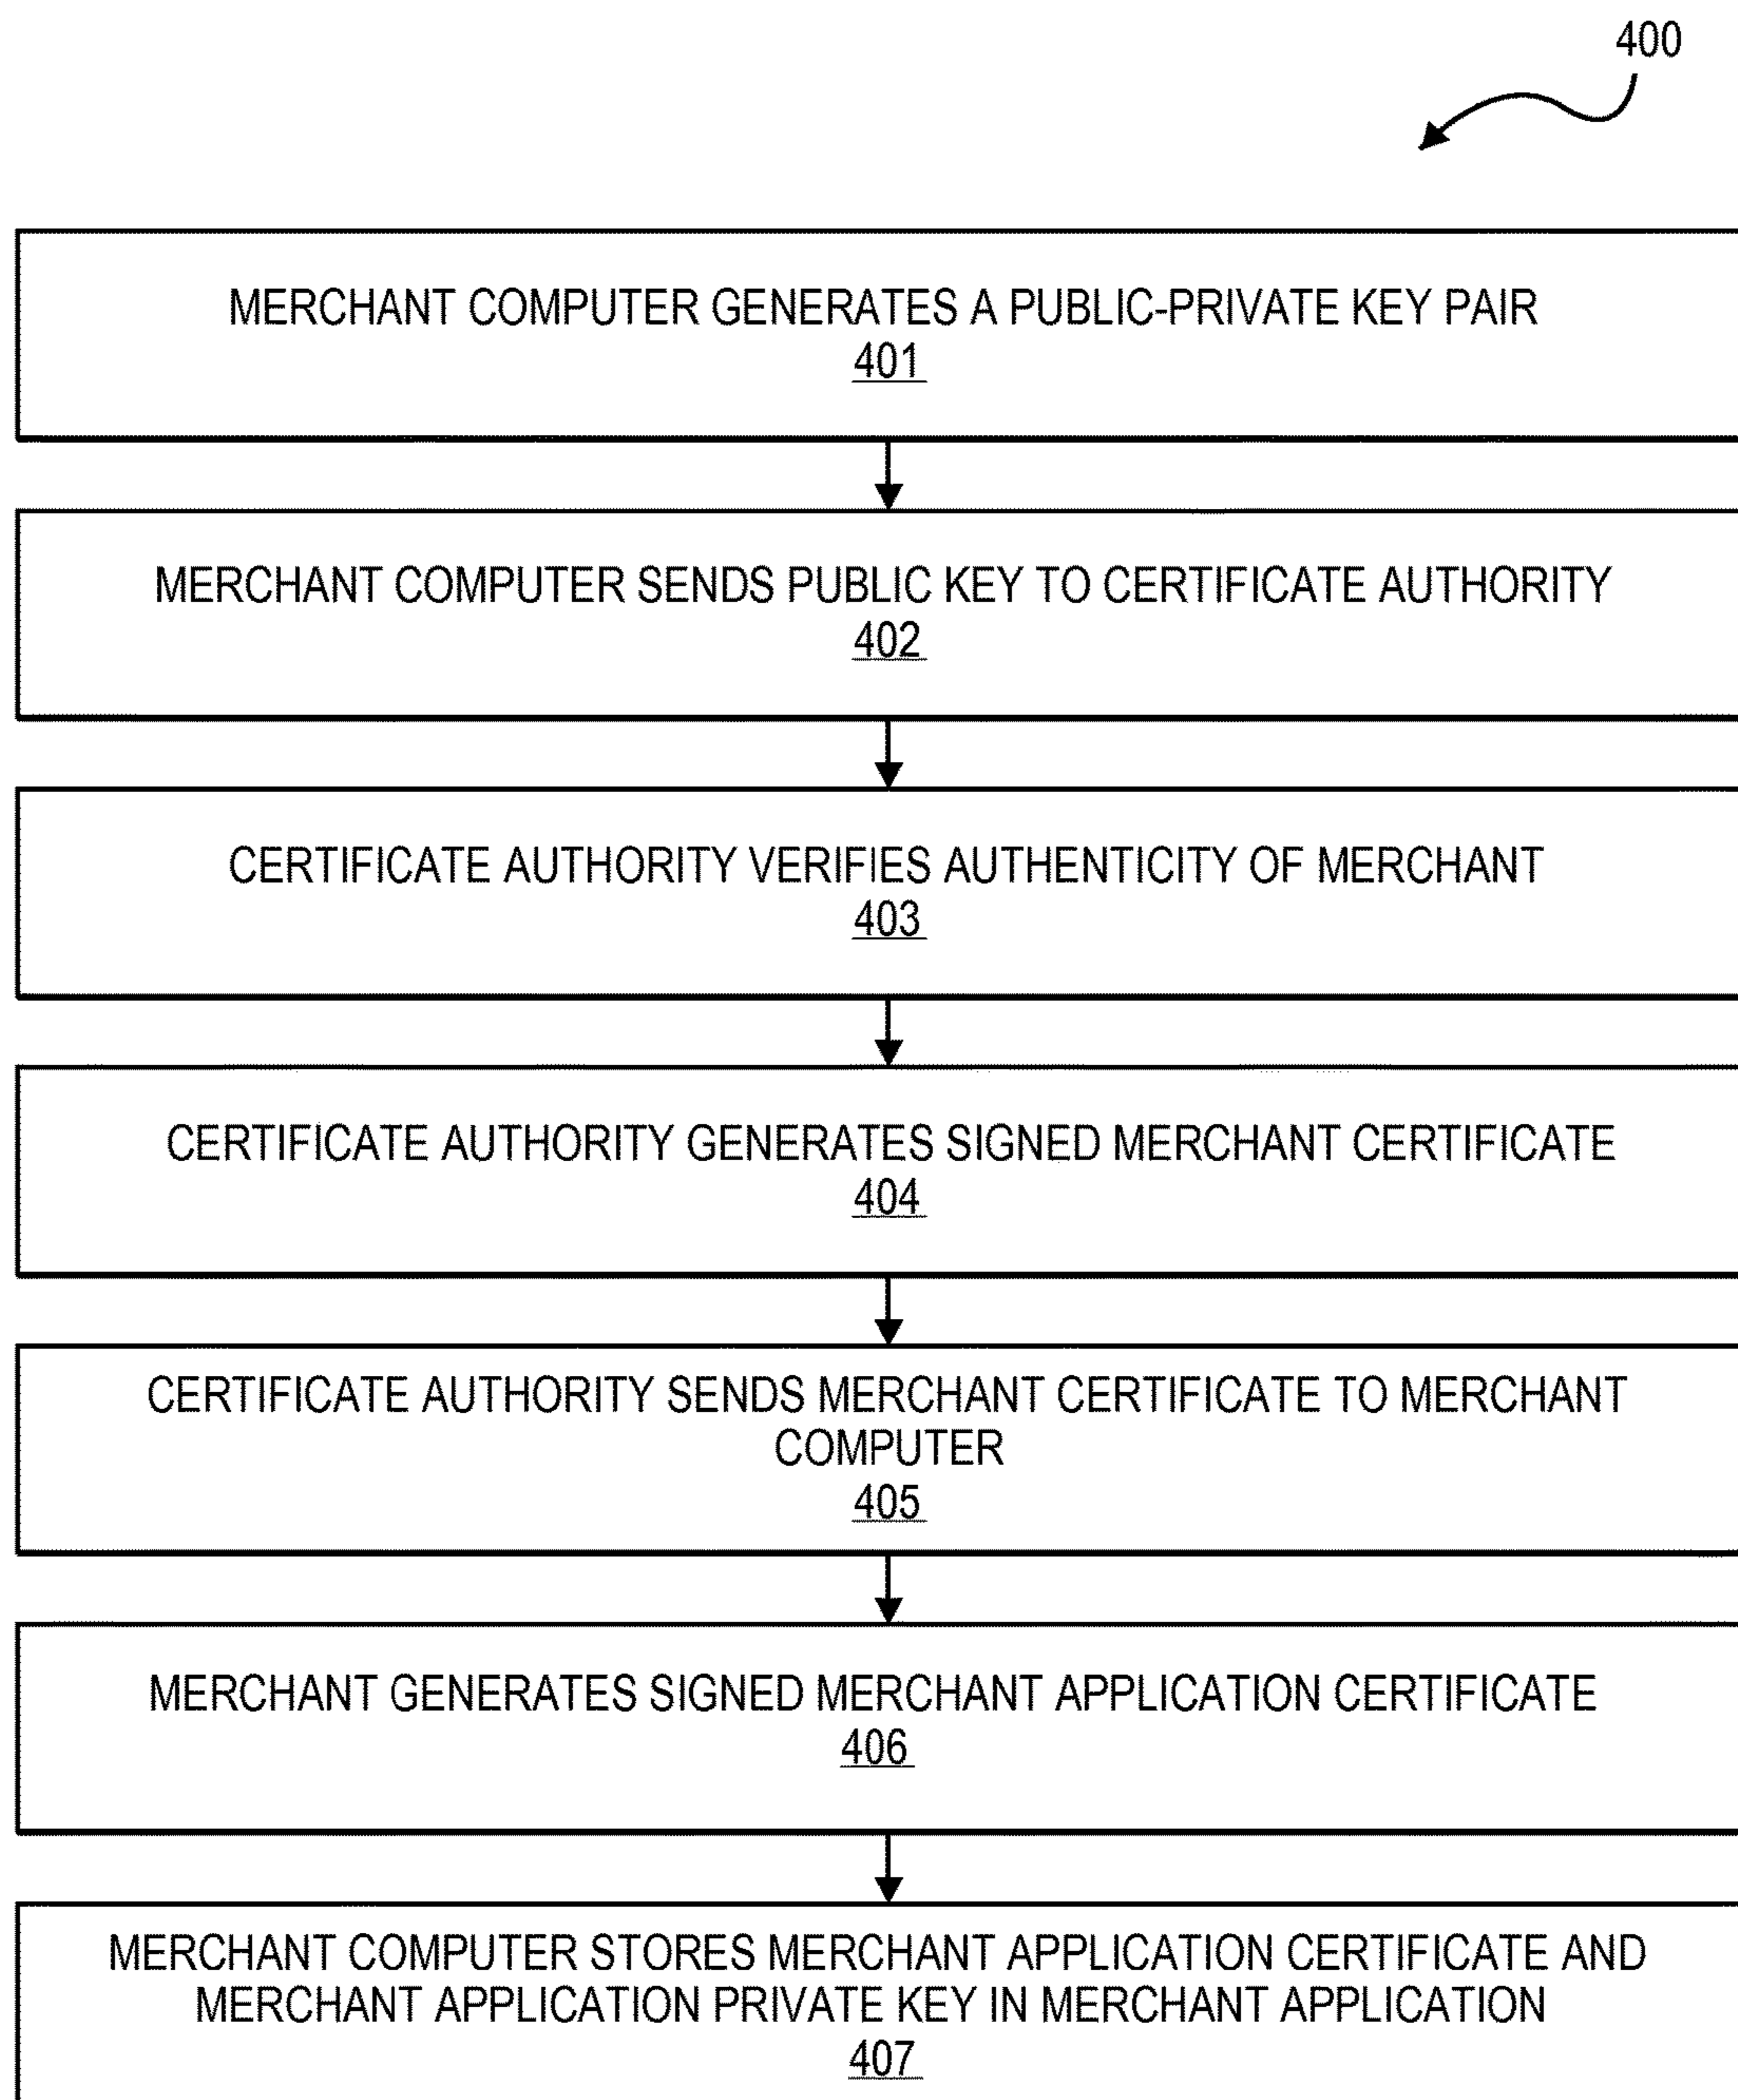 400
MERCHANT COMPUTER GENERATES A PUBLIC-PRIVATE KEY PAIR
401
MERCHANT COMPUTER SENDS PUBLIC KEY TO CERTIFICATE AUTHORITY
402
CERTIFICATE AUTHORITY VERIFIES AUTHENTICITY OF MERCHANT
403
CERTIFICATE AUTHORITY GENERATES SIGNED MERCHANT CERTIFICATE
404
CERTIFICATE AUTHORITY SENDS MERCHANT CERTIFICATE TO MERCHANT
COMPUTER
405
MERCHANT GENERATES SIGNED MERCHANT APPLICATION CERTIFICATE
406
MERCHANT COMPUTER STORES MERCHANT APPLICATION CERTIFICATE AND
MERCHANT APPLICATION PRIVATE KEY IN MERCHANT APPLICATION
407